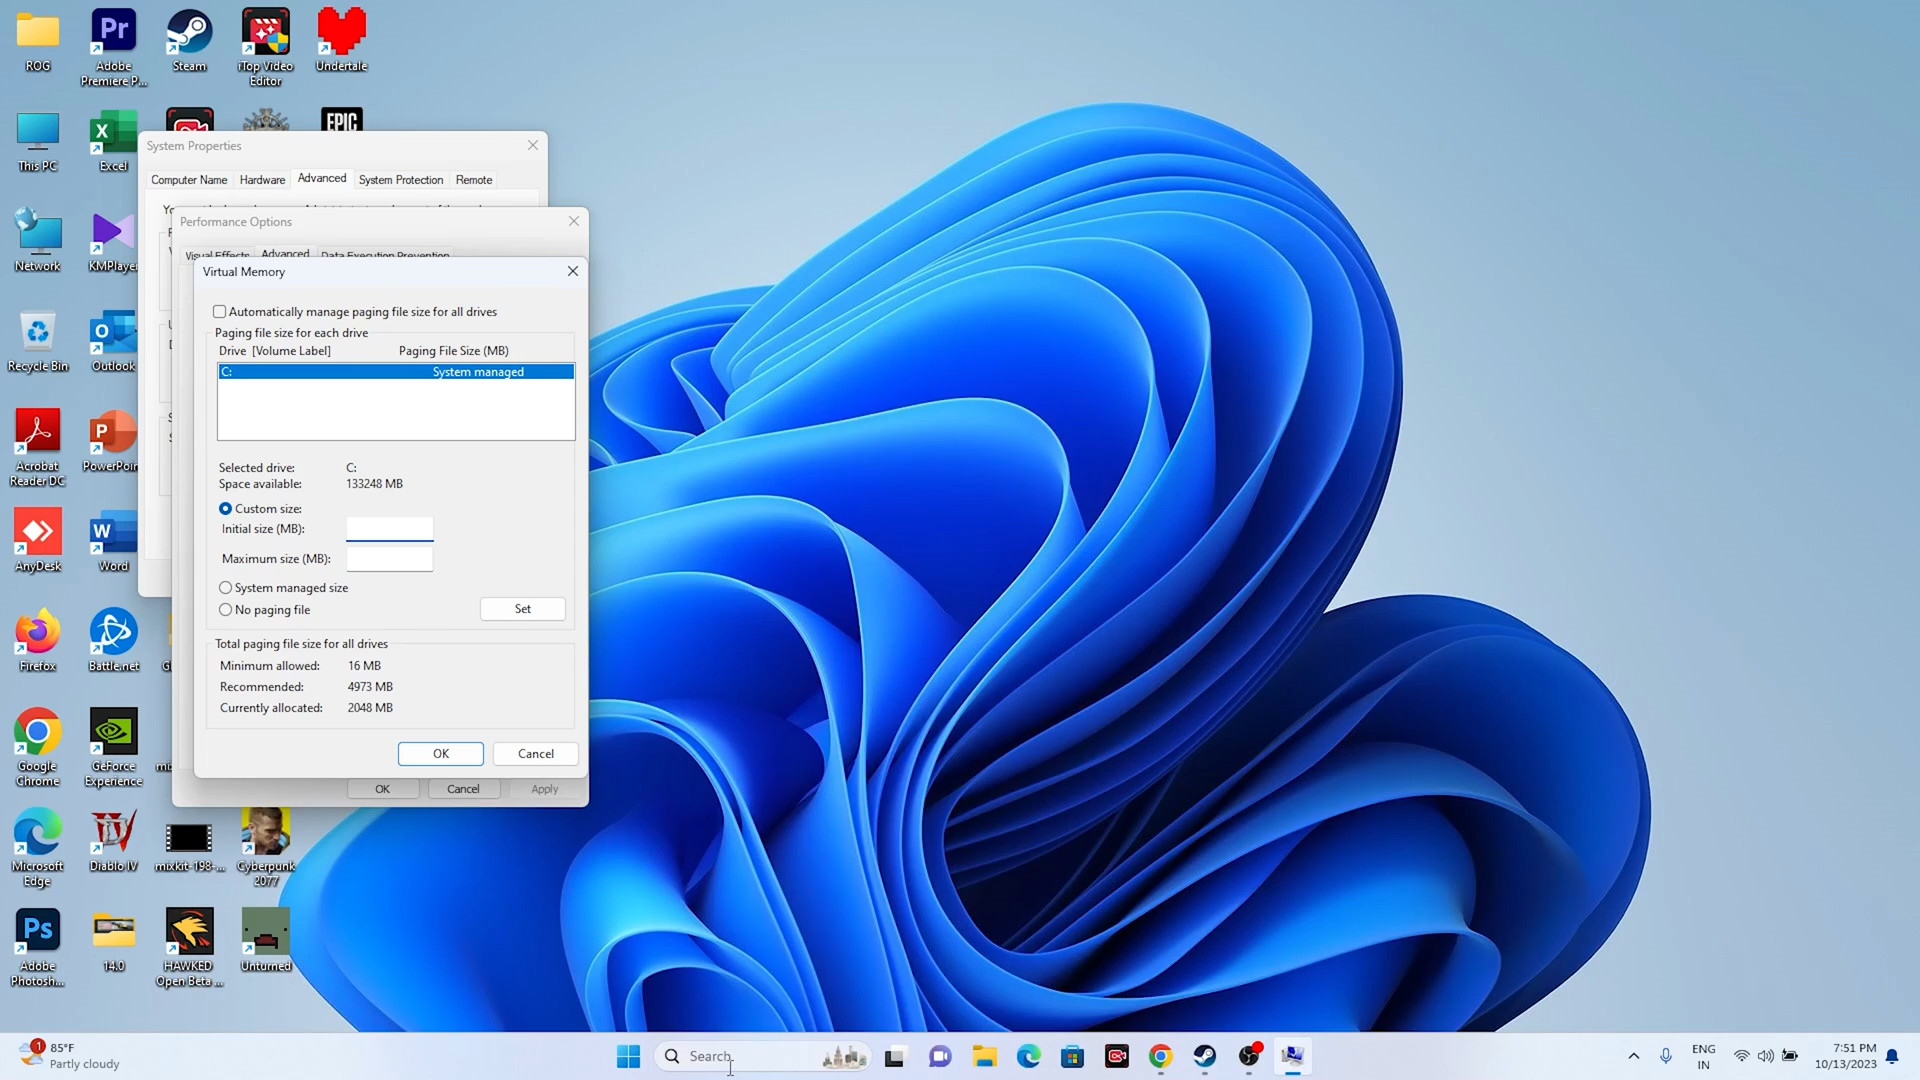 ROG
Adobe
Premiere P...
Steam
iTop Video
Editor
Undertale
This PC
Excel
EPIC
Network
KMPlayer
Recycle Bin
Outlook
Acrobat
Reader DC
PowerPoin
AnyDesk
Word
Firefox
Battle.net
Google
Chrome
GeForce
Experience
Microsoft
Edge
Diablo IV
mixkit-198-...
Cyberpunk
2077
Adobe
Photosh...
14.0
HAWKED
Open Beta ...
Unturned
System Properties
Computer Name
Hardware
Advanced
System Protection
Remote
Performance Options
Visual Effects
Advanced
Data Execution Prevention
Virtual Memory
Automatically manage paging file size for all drives
Paging file size for each drive
Drive [Volume Label]
Paging File Size (MB)
C:
System managed
Selected drive:
C:
Space available:
133248 MB
Custom size:
Initial size (MB):
Maximum size (MB):
System managed size
No paging file
Set
Total paging file size for all drives
Minimum allowed:
16 MB
Recommended:
4973 MB
Currently allocated:
2048 MB
OK
Cancel
OK
Cancel
Apply
1
85°F
Partly cloudy
Search
ENG
IN
7:51 PM
10/13/2023